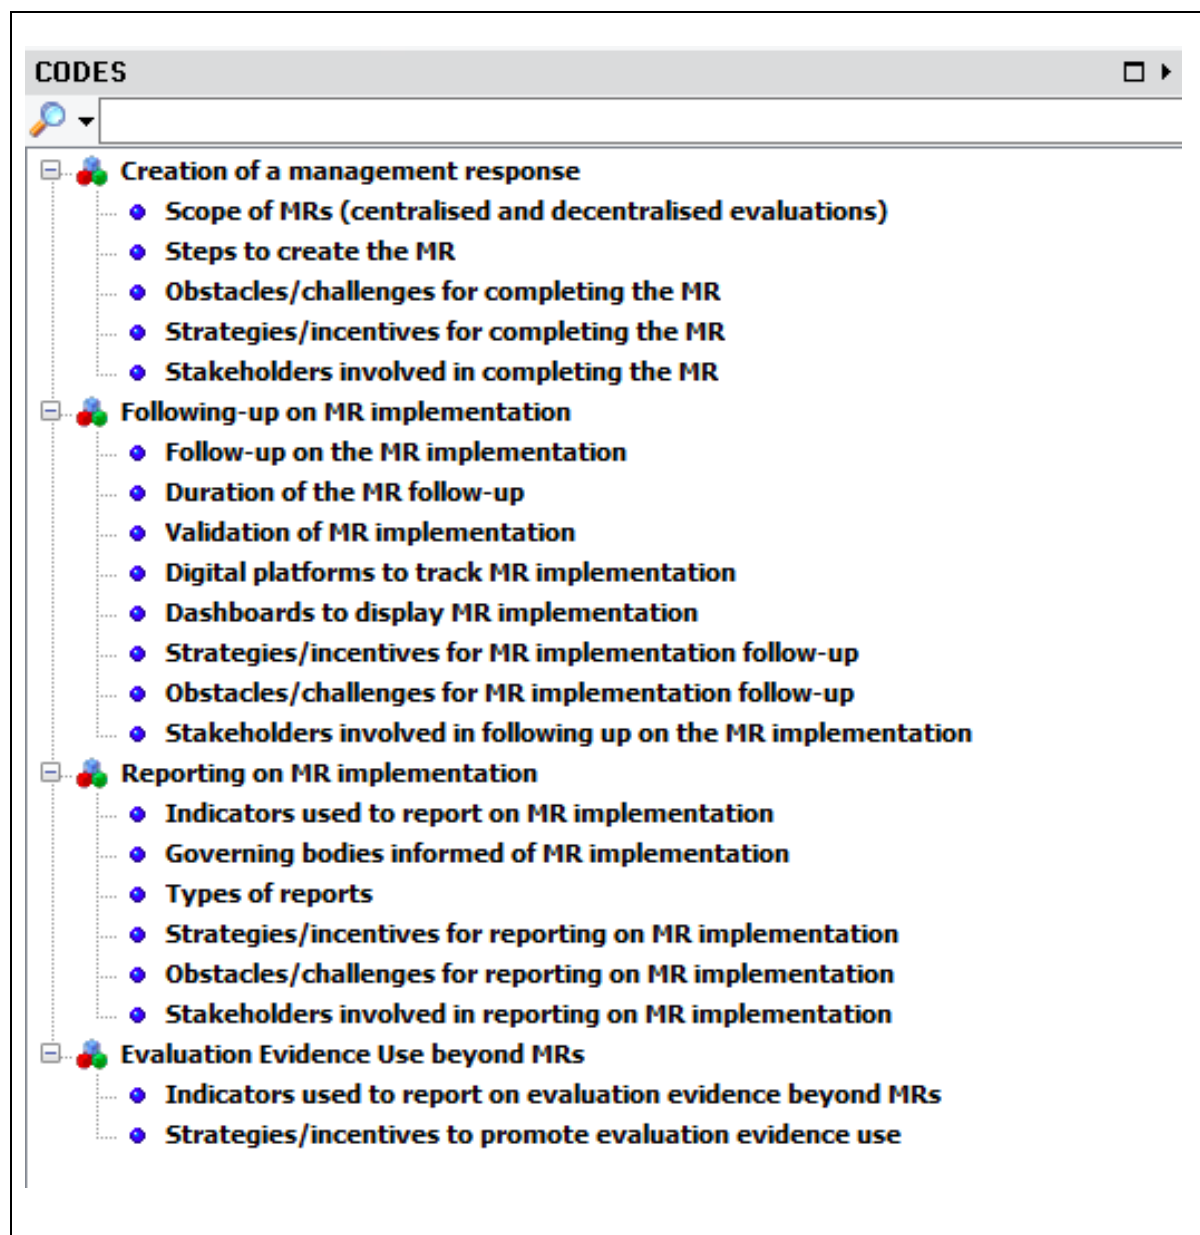 CODES
Creation of a management response
Scope of MRs (centralised and decentralised evaluations)
Steps to create the MR
Obstacles/challenges for completing the MR
Strategies/incentives for completing the MR
Stakeholders involved in completing the MR
Following-up on MR implementation
Follow-up on the MR implementation
Duration of the MR follow-up
Validation of MR implementation
Digital platforms to track MR implementation
Dashboards to display MR implementation
Strategies/incentives for MR implementation follow-up
Obstacles/challenges for MR implementation follow-up
Stakeholders involved in following up on the MR implementation
Reporting on MR implementation
Indicators used to report on MR implementation
Governing bodies informed of MR implementation
Types of reports
Strategies/incentives for reporting on MR implementation
Obstacles/challenges for reporting on MR implementation
Stakeholders involved in reporting on MR implementation
Evaluation Evidence Use beyond MRs
Indicators used to report on evaluation evidence beyond MRs
Strategies/incentives to promote evaluation evidence use